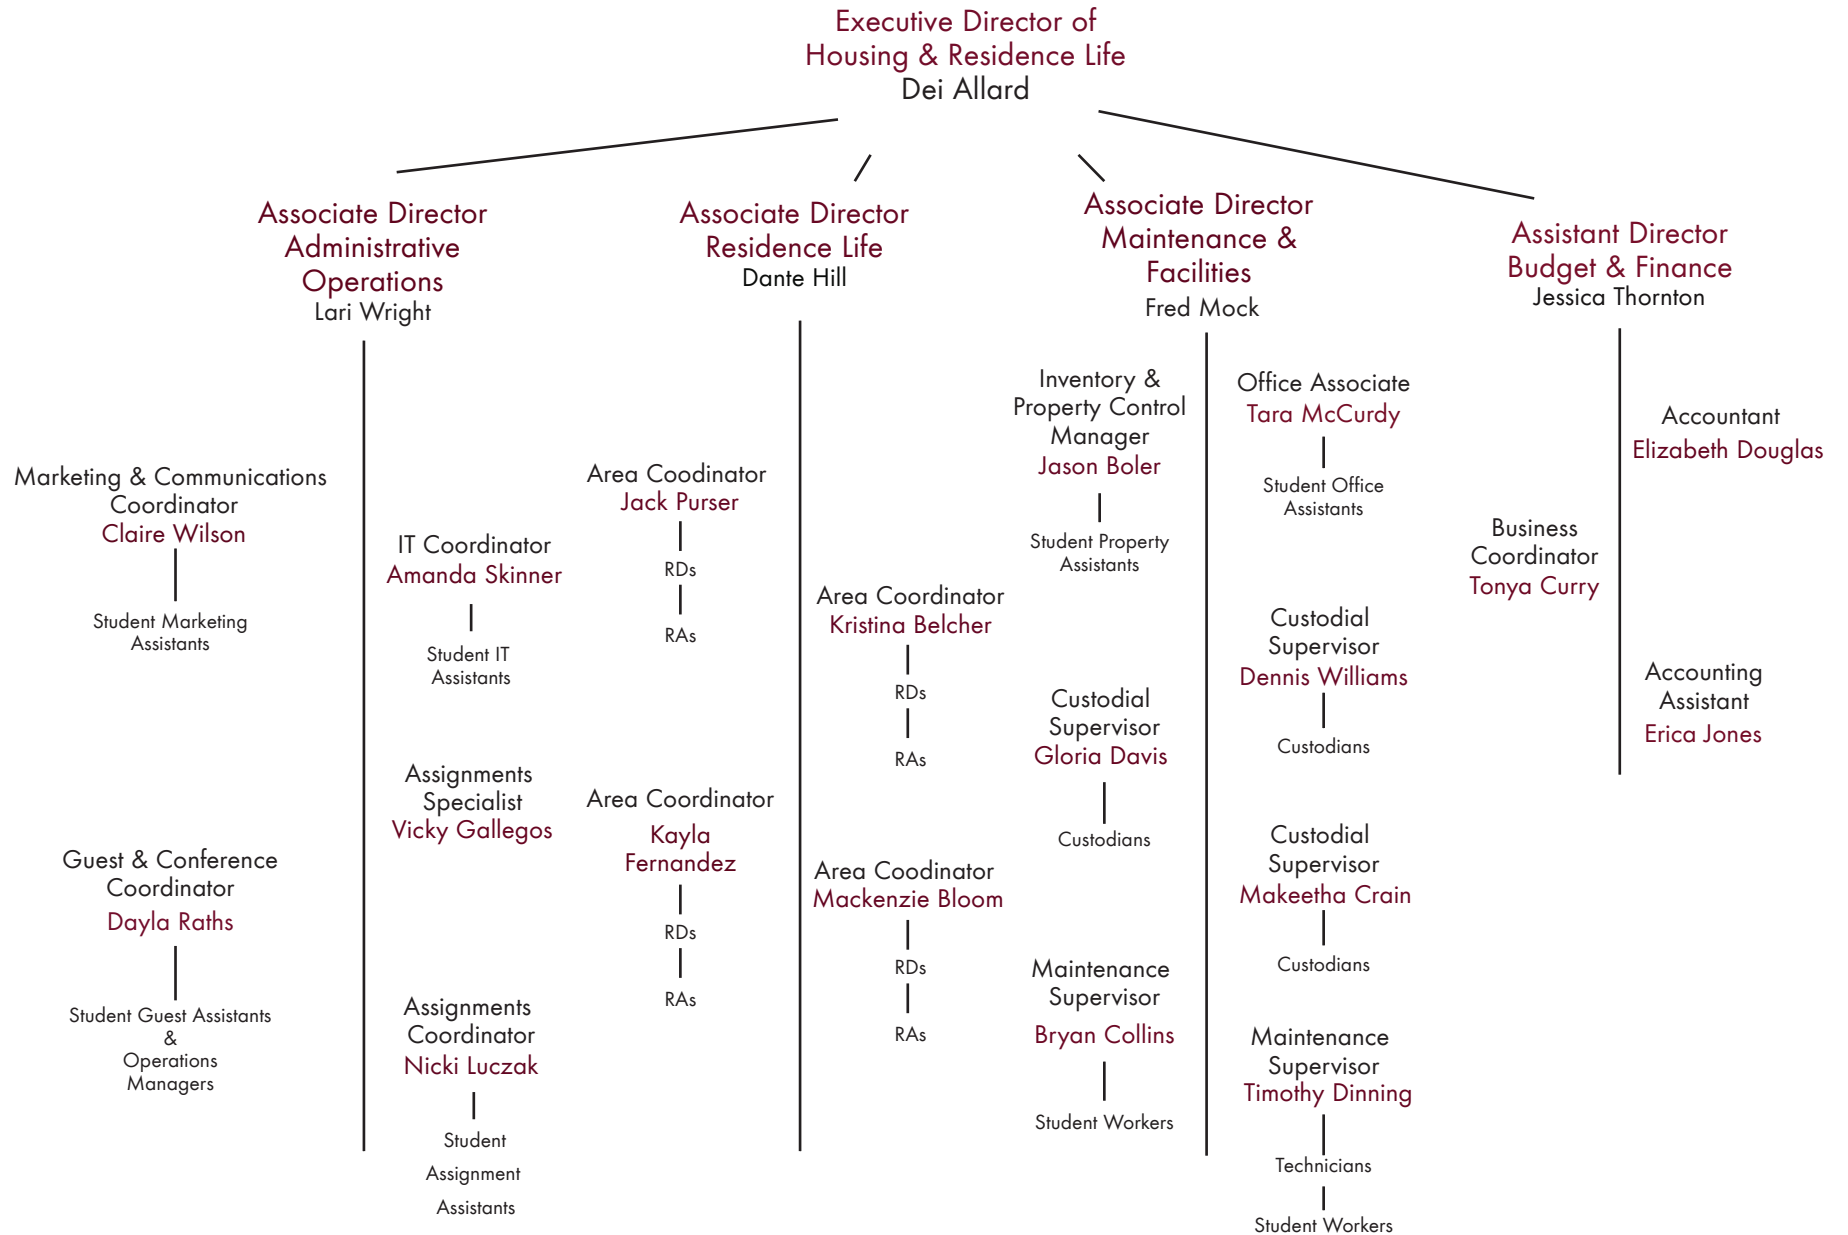 Executive Director of
Housing & Residence Life
Dei Allard
Associate Director
Administrative
Operations
Lari Wright
Marketing & Communications
Coordinator
Claire Wilson
Student Marketing
Assistants
IT Coordinator
Amanda Skinner
Student IT
Assistants
Assignments
Specialist
Vicky Gallegos
Guest & Conference
Coordinator
Dayla Raths
Student Guest Assistants
&
Operations
Managers
Assignments
Coordinator
Nicki Luczak
Student
Assignment
Assistants
Associate Director
Residence Life
Dante Hill
Area Coodinator
Jack Purser
RDs
RAs
Area Coordinator
Kristina Belcher
RDs
RAs
Area Coordinator
Kayla
Fernandez
RDs
RAs
Area Coodinator
Mackenzie Bloom
RDs
RAs
Associate Director
Maintenance &
Facilities
Fred Mock
Inventory &
Property Control
Manager
Jason Boler
Student Property
Assistants
Office Associate
Tara McCurdy
Student Office
Assistants
Custodial
Supervisor
Dennis Williams
Custodians
Custodial
Supervisor
Gloria Davis
Custodians
Custodial
Supervisor
Makeetha Crain
Custodians
Maintenance
Supervisor
Bryan Collins
Student Workers
Maintenance
Supervisor
Timothy Dinning
Technicians
Student Workers
Assistant Director
Budget & Finance
Jessica Thornton
Accountant
Elizabeth Douglas
Business
Coordinator
Tonya Curry
Accounting
Assistant
Erica Jones